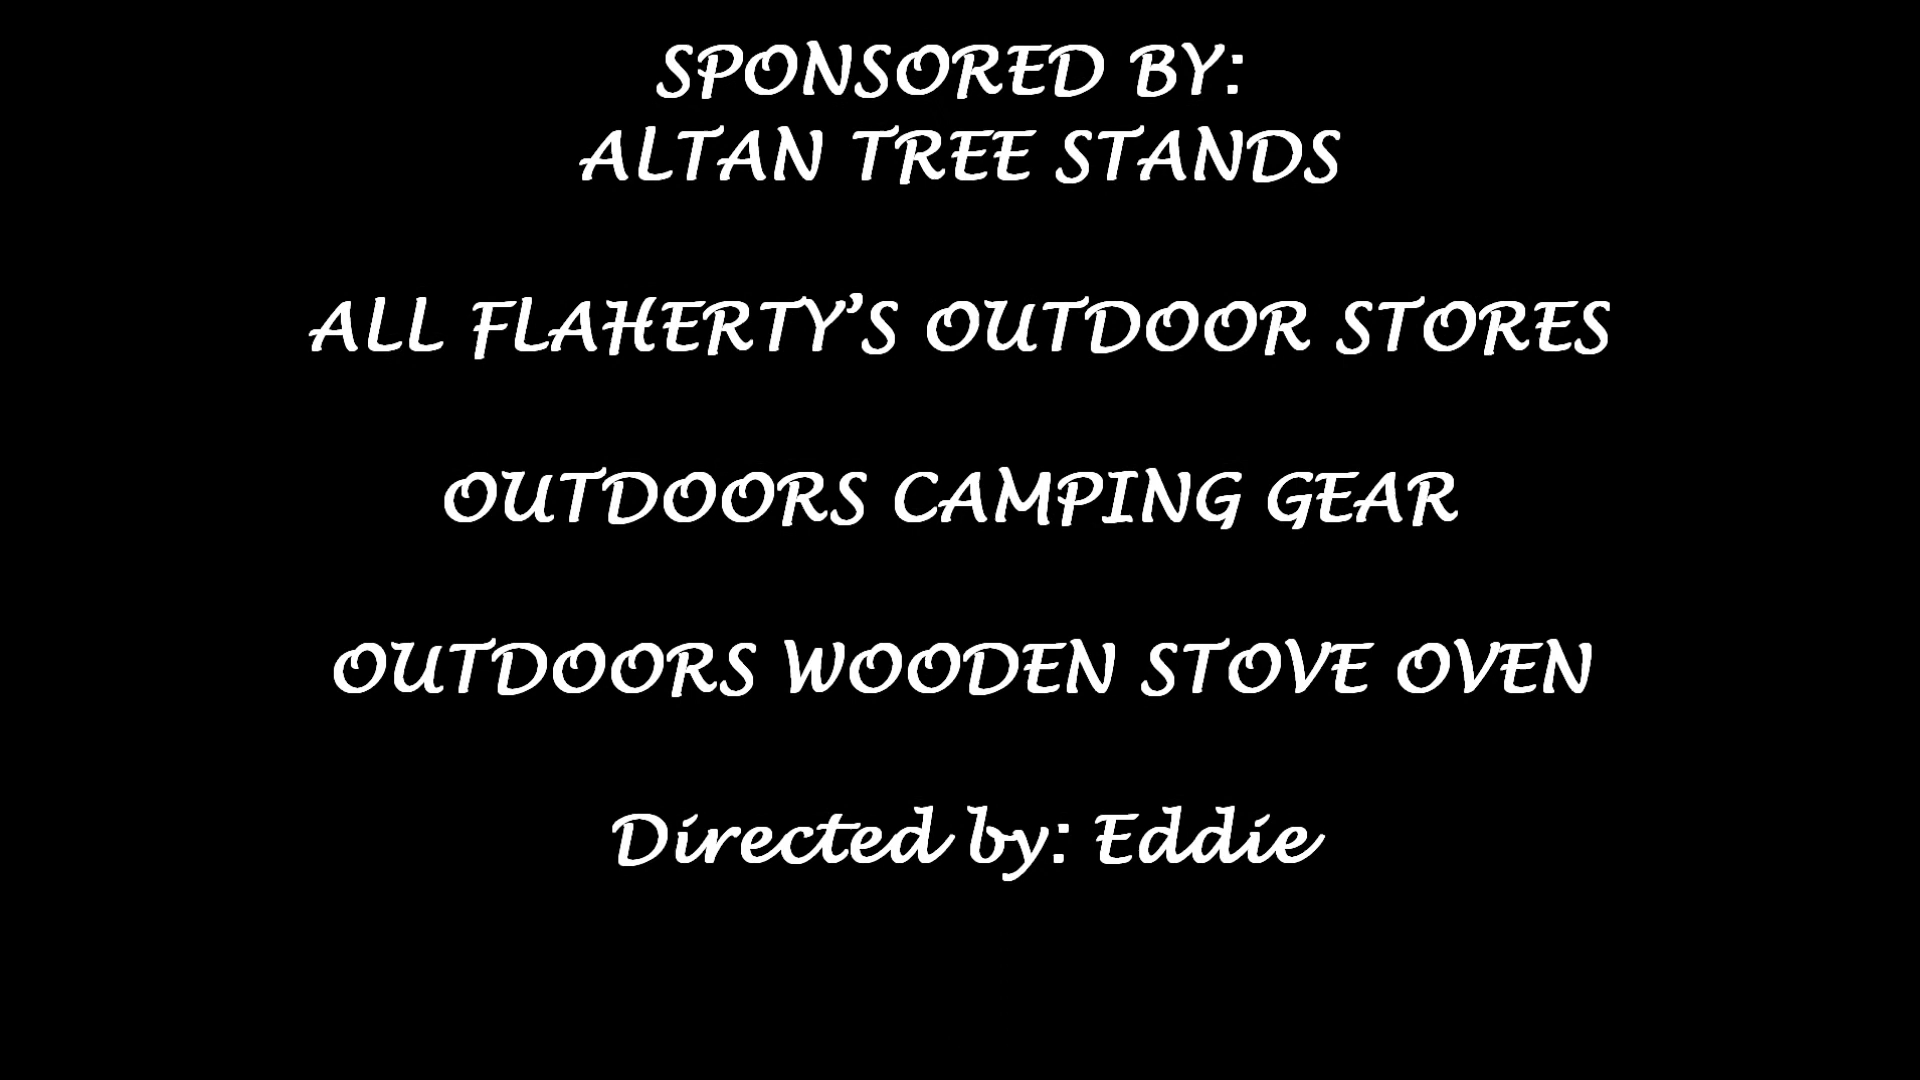 SPONSORED BY:
ALTAN TREE STANDS
ALL FLAHERTY’S OUTDOOR STORES
OUTDOORS CAMPING GEAR
OUTDOORS WOODEN STOVE OVEN
Directed by: Eddie